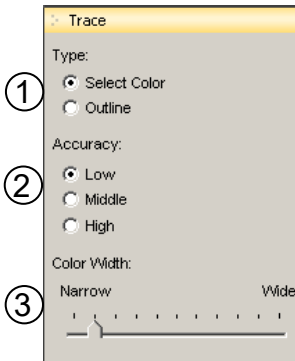 Trace
Type:
① Select Color
Outline
Accuracy:
② Low
Middle
High
Color Width:
Narrow Wide
③